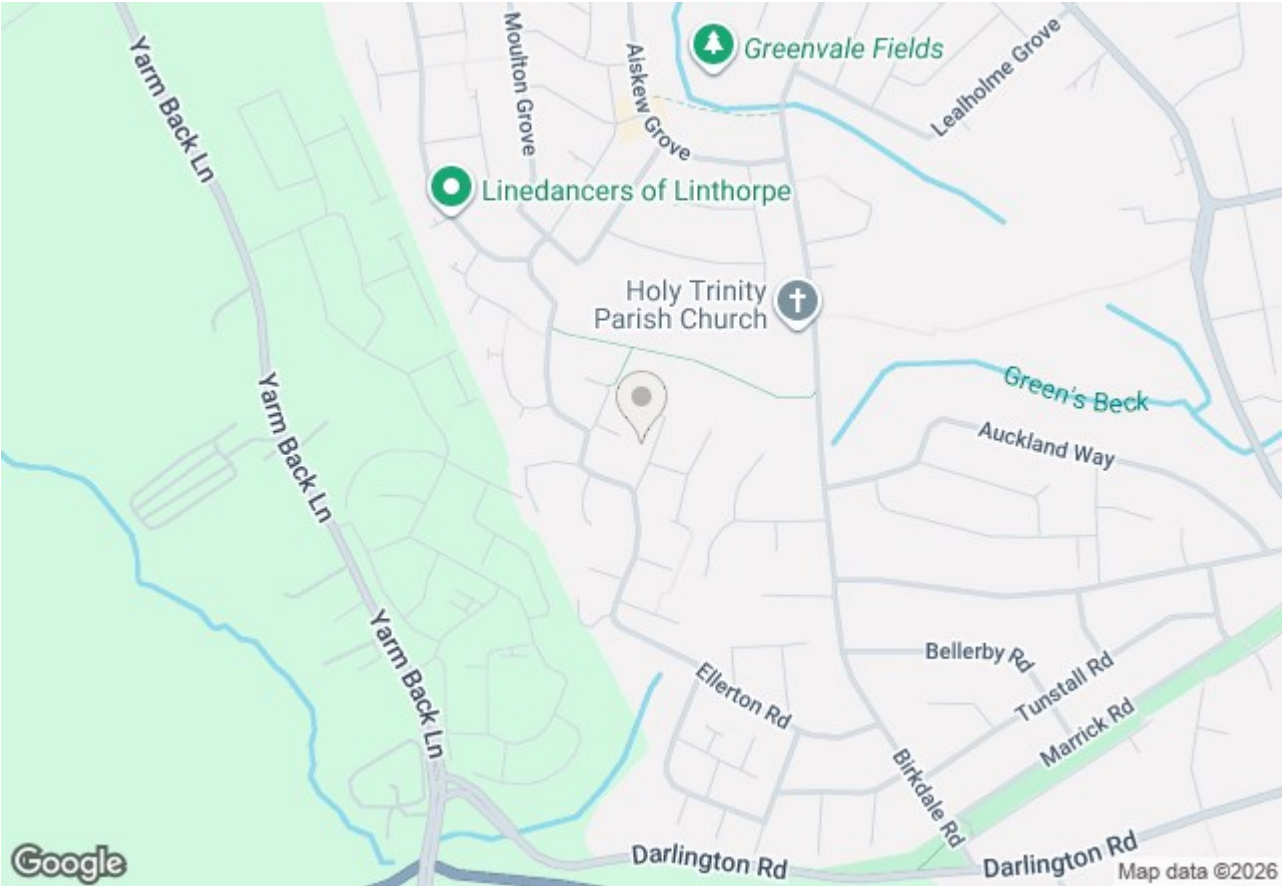 Yarm Back Ln
Moulton Grove
Aiskew Grove
Greenvale Fields
Lealholme Grove
Linedancers of Linthorpe
Holy Trinity
Parish Church
Green's Beck
Yarm Back Ln
Auckland Way
Yarm Back Ln
Bellerby Rd
Ellerton Rd
Tunstall Rd
Marrick Rd
Birkdale Rd
Darlington Rd
Darlington Rd
Google
Map data ©2026